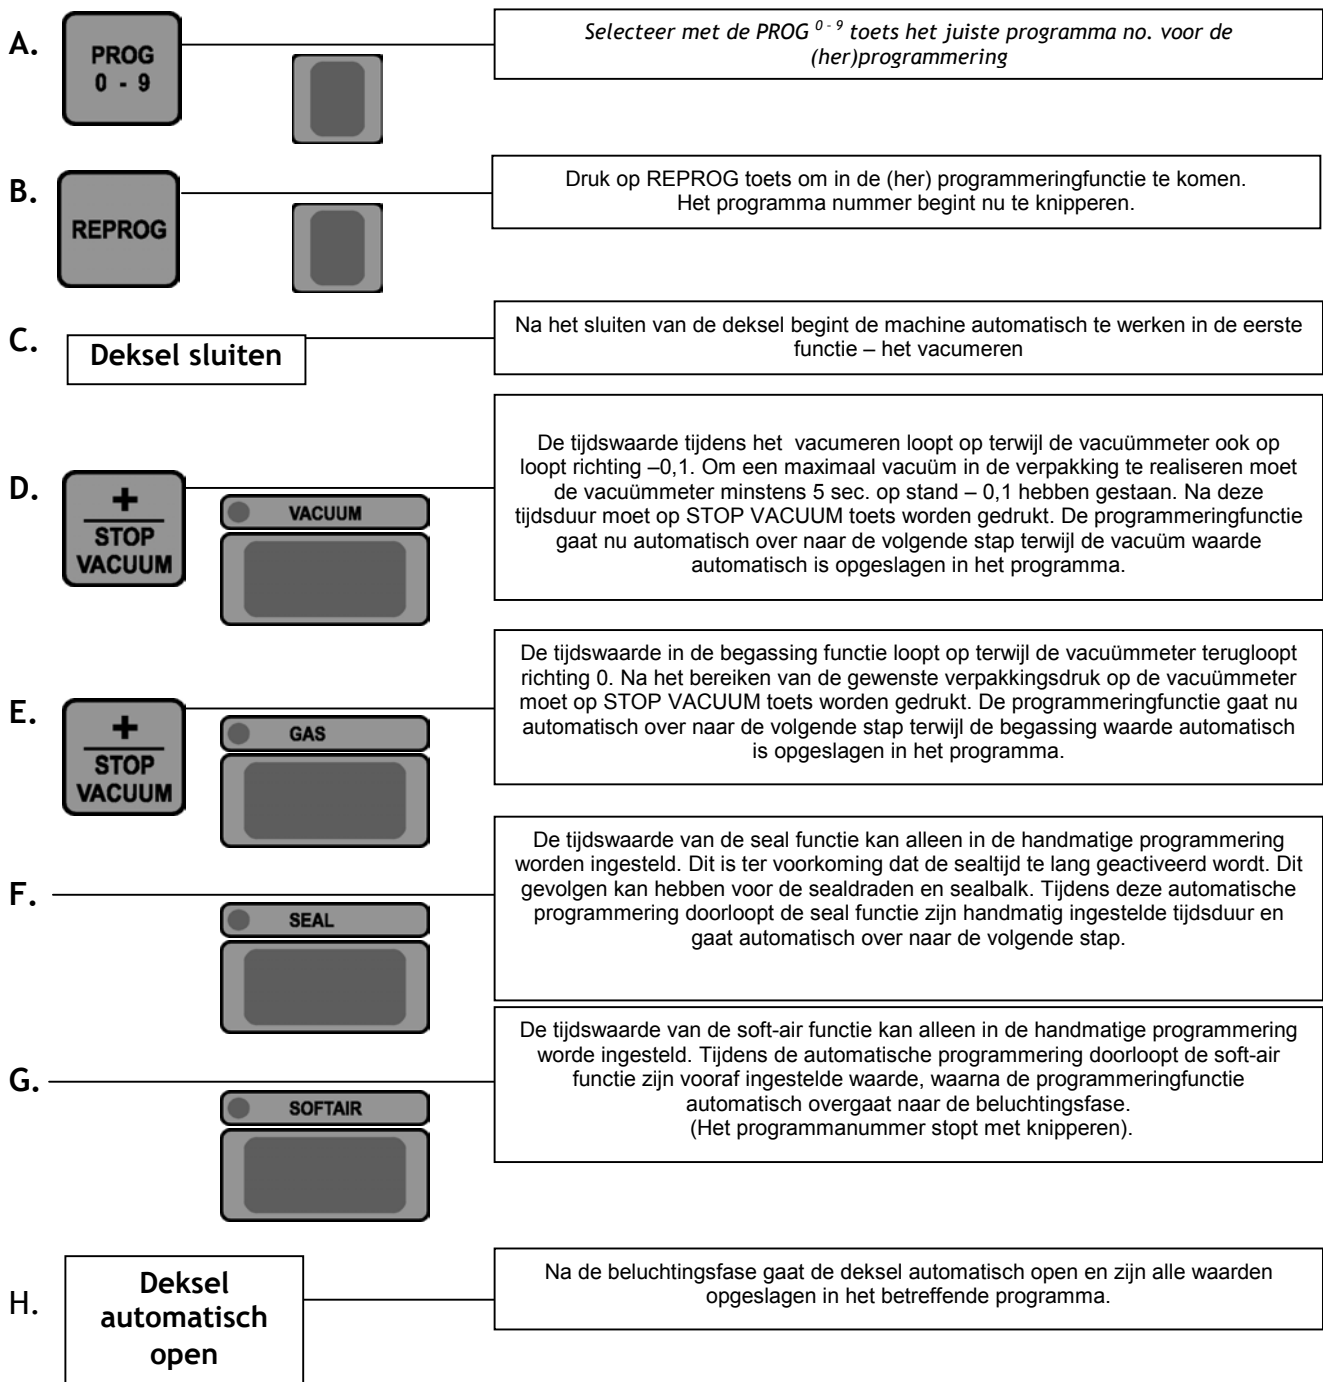 A.
PROG
0 - 9
Selecteer met de PROG 0 - 9 toets het juiste programma no. voor de
(her)programmering
B.
REPROG
Druk op REPROG toets om in de (her) programmeringfunctie te komen.
Het programma nummer begint nu te knipperen.
C.
Deksel sluiten
Na het sluiten van de deksel begint de machine automatisch te werken in de eerste
functie – het vacumeren
D.
+
STOP
VACUUM
VACUUM
De tijdswaarde tijdens het vacumeren loopt op terwijl de vacuümmeter ook op
loopt richting –0,1. Om een maximaal vacuüm in de verpakking te realiseren moet
de vacuümmeter minstens 5 sec. op stand – 0,1 hebben gestaan. Na deze
tijdsduur moet op STOP VACUUM toets worden gedrukt. De programmeringfunctie
gaat nu automatisch over naar de volgende stap terwijl de vacuüm waarde
automatisch is opgeslagen in het programma.
E.
+
STOP
VACUUM
GAS
De tijdswaarde in de begassing functie loopt op terwijl de vacuümmeter terugloopt
richting 0. Na het bereiken van de gewenste verpakkingsdruk op de vacuümmeter
moet op STOP VACUUM toets worden gedrukt. De programmeringfunctie gaat nu
automatisch over naar de volgende stap terwijl de begassing waarde automatisch
is opgeslagen in het programma.
F.
SEAL
De tijdswaarde van de seal functie kan alleen in de handmatige programmering
worden ingesteld. Dit is ter voorkoming dat de sealtijd te lang geactiveerd wordt. Dit
gevolgen kan hebben voor de sealdraden en sealbalk. Tijdens deze automatische
programmering doorloopt de seal functie zijn handmatig ingestelde tijdsduur en
gaat automatisch over naar de volgende stap.
G.
SOFTAIR
De tijdswaarde van de soft-air functie kan alleen in de handmatige programmering
worde ingesteld. Tijdens de automatische programmering doorloopt de soft-air
functie zijn vooraf ingestelde waarde, waarna de programmeringfunctie
automatisch overgaat naar de beluchtingsfase.
(Het programmanummer stopt met knipperen).
H.
Deksel
automatisch
open
Na de beluchtingsfase gaat de deksel automatisch open en zijn alle waarden
opgeslagen in het betreffende programma.